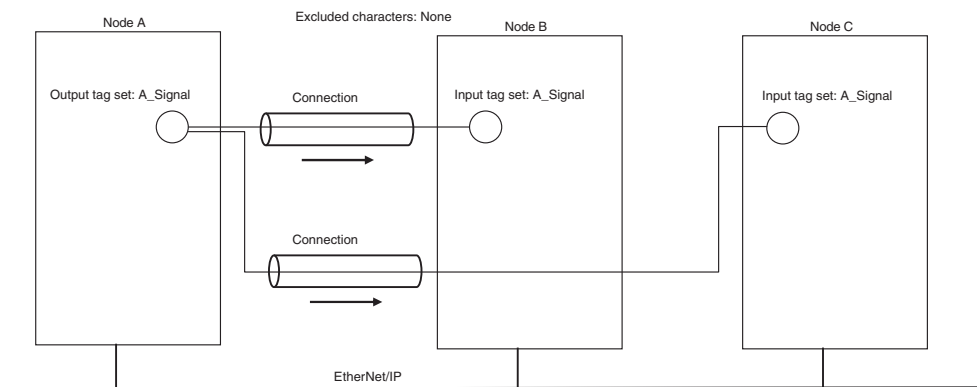 Excluded characters: None
Node A
Node B
Node C
Output tag set: A_Signal
Connection
Input tag set: A_Signal
Input tag set: A_Signal
Connection
EtherNet/IP